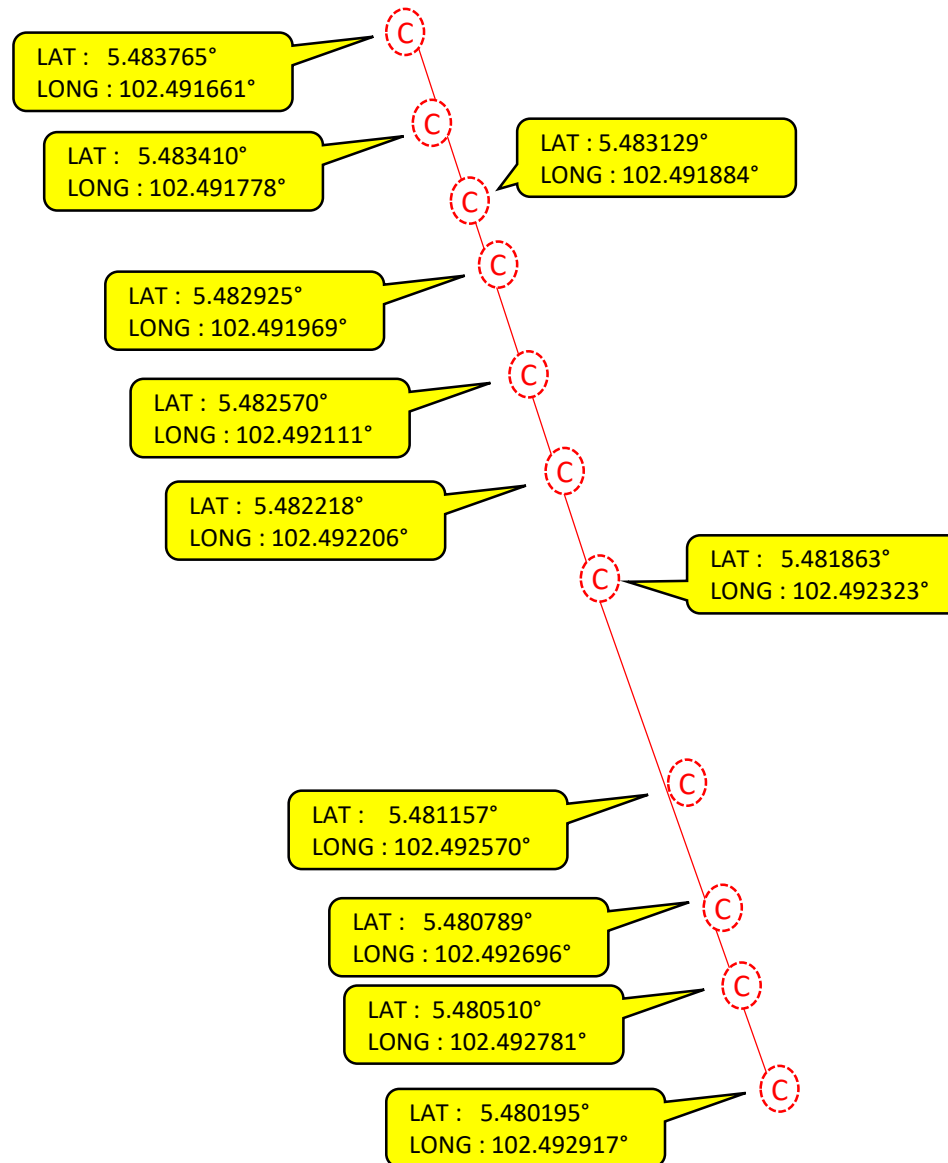 C
LAT :   5.483765°
LONG : 102.491661°
C
LAT :   5.483410°
LONG : 102.491778°
LAT : 5.483129°
LONG : 102.491884°
C
C
LAT :  5.482925°
LONG : 102.491969°
C
LAT :  5.482570°
LONG : 102.492111°
C
LAT :  5.482218°
LONG : 102.492206°
C
LAT :   5.481863°
LONG : 102.492323°
C
LAT :   5.481157°
LONG : 102.492570°
C
LAT :   5.480789°
LONG : 102.492696°
C
LAT :  5.480510°
LONG : 102.492781°
C
LAT :   5.480195°
LONG : 102.492917°